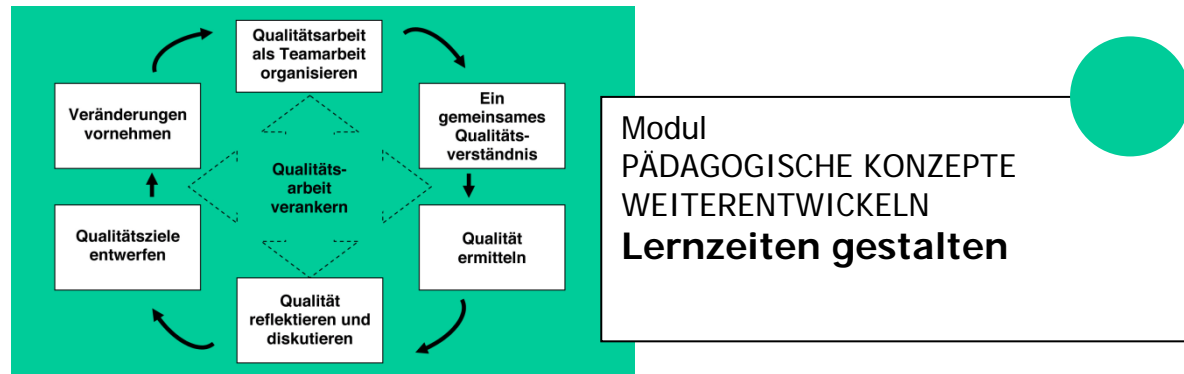 Qualitätsarbeit
als Teamarbeit
organisieren
Ein
gemeinsames
Qualitäts-
verständnis
Qualität
ermitteln
Qualität
reflektieren und
diskutieren
Qualitätsziele
entwerfen
Veränderungen
vornehmen
Qualitäts-
arbeit
verankern
Modul
PÄDAGOGISCHE KONZEPTE
WEITERENTWICKELN
Lernzeiten gestalten